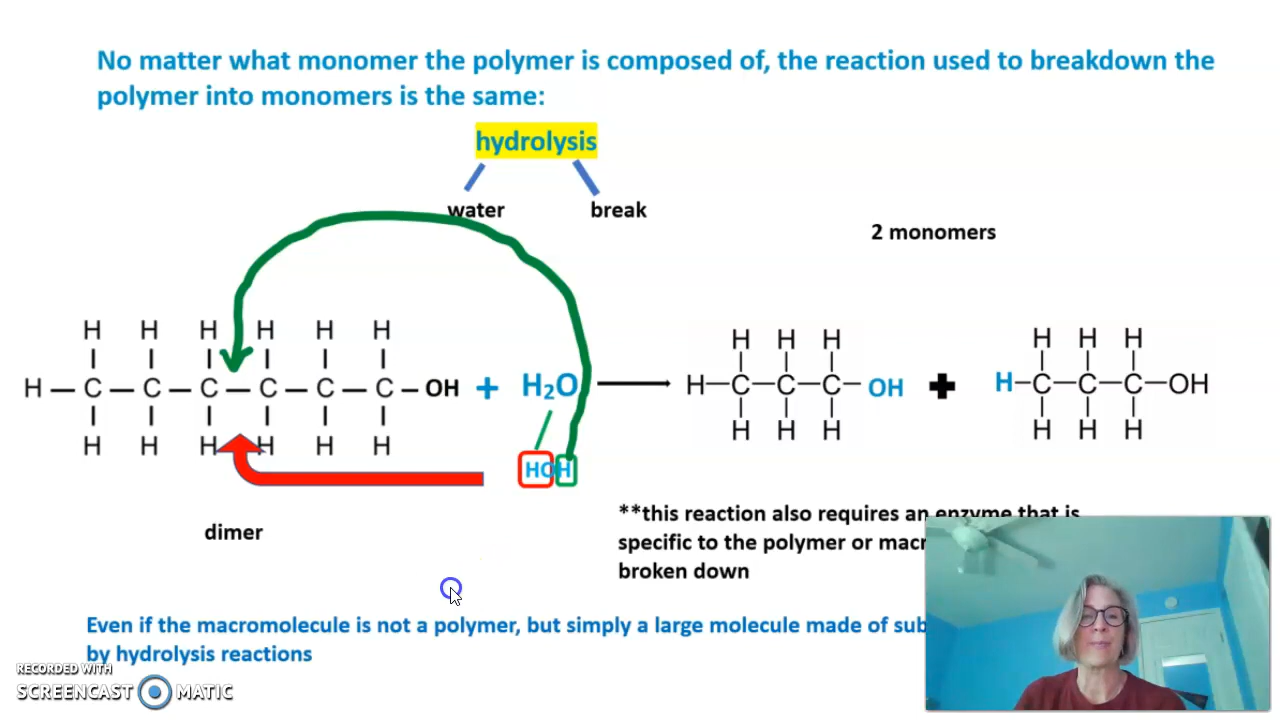 No matter what monomer the polymer is composed of, the reaction used to breakdown the
polymer into monomers is the same:
hydrolysis
water break
2 monomers
H H H H H H
H C C C C C C OH + H₂O
H H H H H H
H H H
H C C C OH
H H H
+
H H H
H C C C OH
H H H
HOH
dimer
**this reaction also requires an enzyme that is
specific to the polymer or
broken down
Even if the macromolecule is not a polymer, but simply a large molecule made of
by hydrolysis reactions
RECORDED WITH
SCREENCAST MATIC